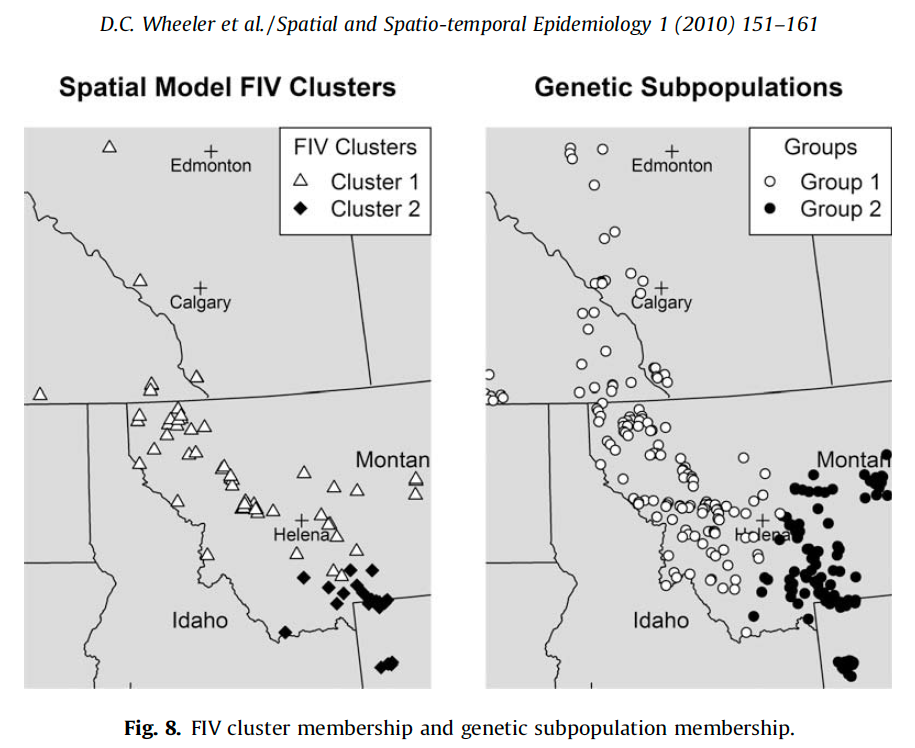 D.C. Wheeler et al./Spatial and Spatio-temporal Epidemiology 1 (2010) 151–161
Spatial Model FIV Clusters
Edmonton
FIV Clusters
Cluster 1
Cluster 2
Calgary
Montan
Helena
Idaho
Genetic Subpopulations
Edmonton
Groups
Group 1
Group 2
Calgary
Montan
Helena
Idaho
Fig. 8. FIV cluster membership and genetic subpopulation membership.